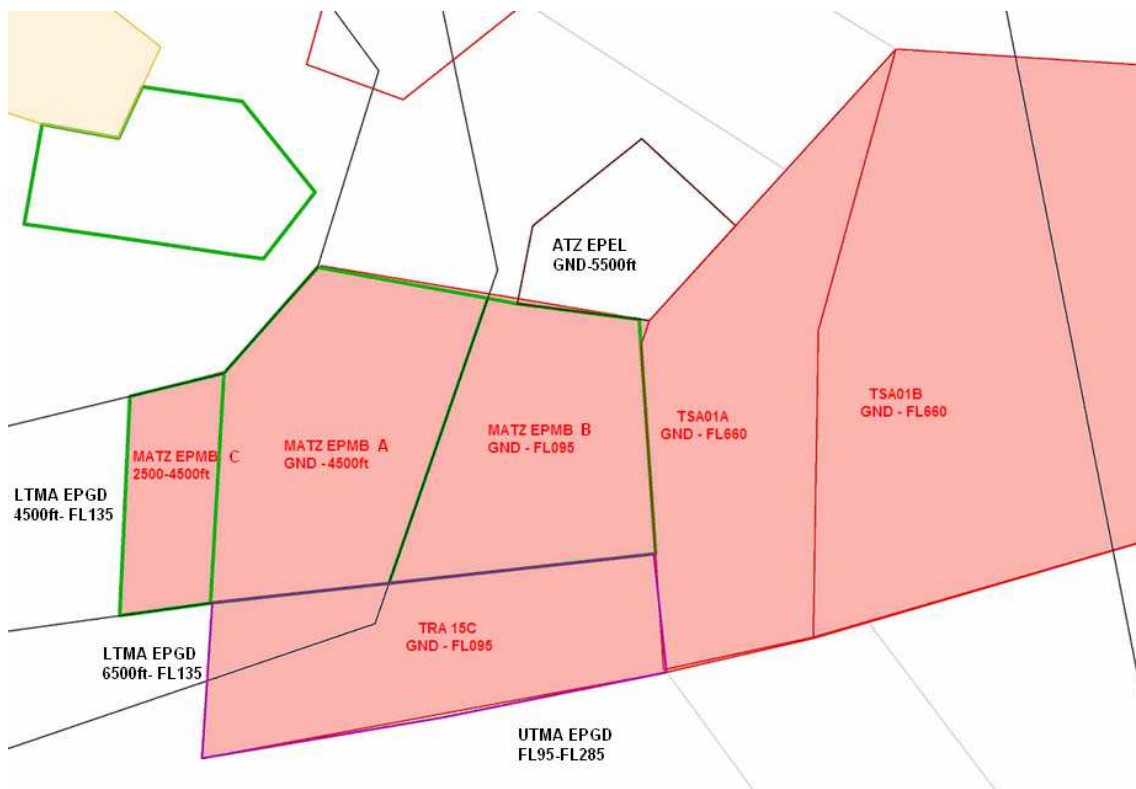 ATZ EPEL
GND-5500ft
TSA01B
GND - FL660
TSA01A
GND - FL660
MATZ EPMB B
GND - FL095
MATZ EPMB A
GND - 4500ft
MATZ EPMB C
2500-4500ft
LTMA EPGD
4500ft- FL135
TRA 15C
GND - FL095
LTMA EPGD
6500ft- FL135
UTMA EPGD
FL95-FL285